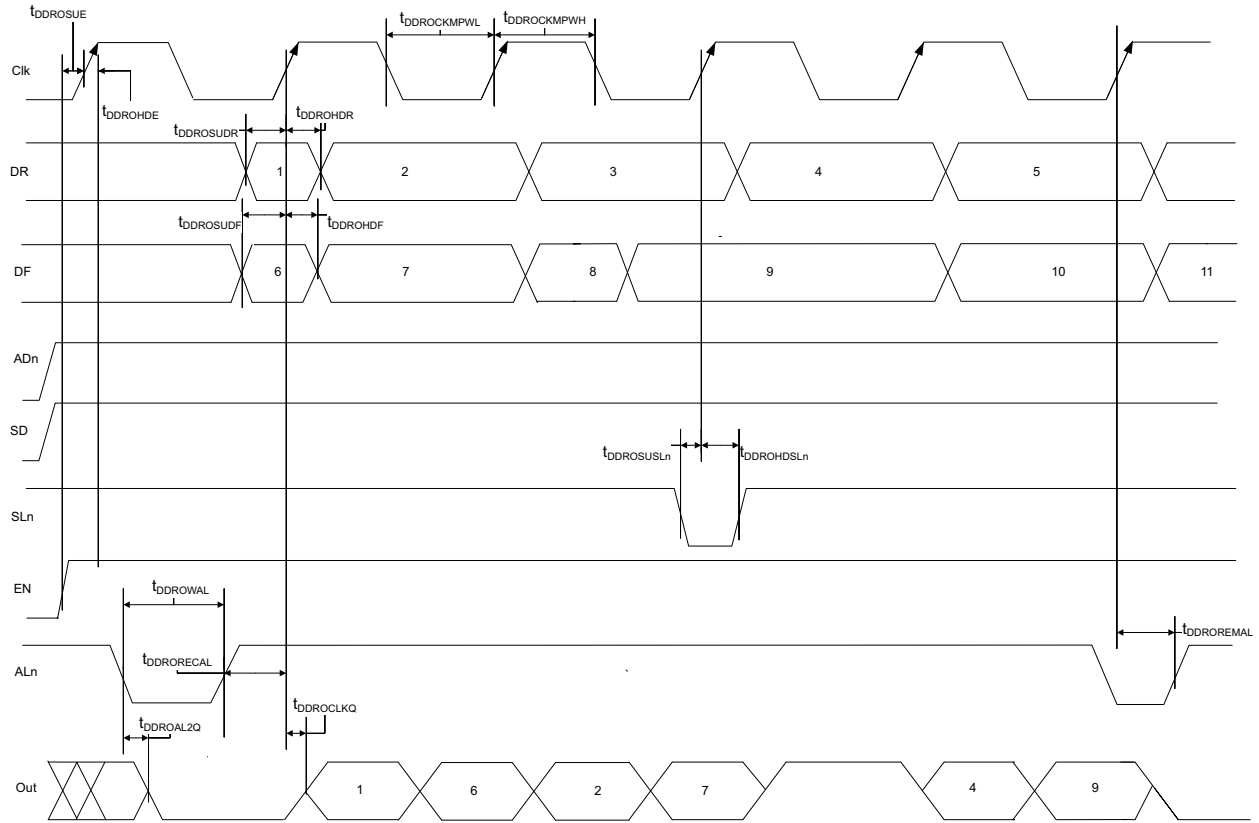 tDDROSUE
tDDROCKMPWL
tDDROCKMPWH
Clk
tDDROHDE
tDDROSUDR
tDDROHDR
DR
1
2
3
4
5
tDDROSUDF
tDDROHDF
DF
6
7
8
9
10
11
ADn
SD
tDDROSUSLn
tDDROHDSLn
SLn
EN
tDDROWAL
tDDROREMAL
tDDRORECAL
ALn
tDDROAL2Q
tDDROCLKQ
Out
1
6
2
7
4
9